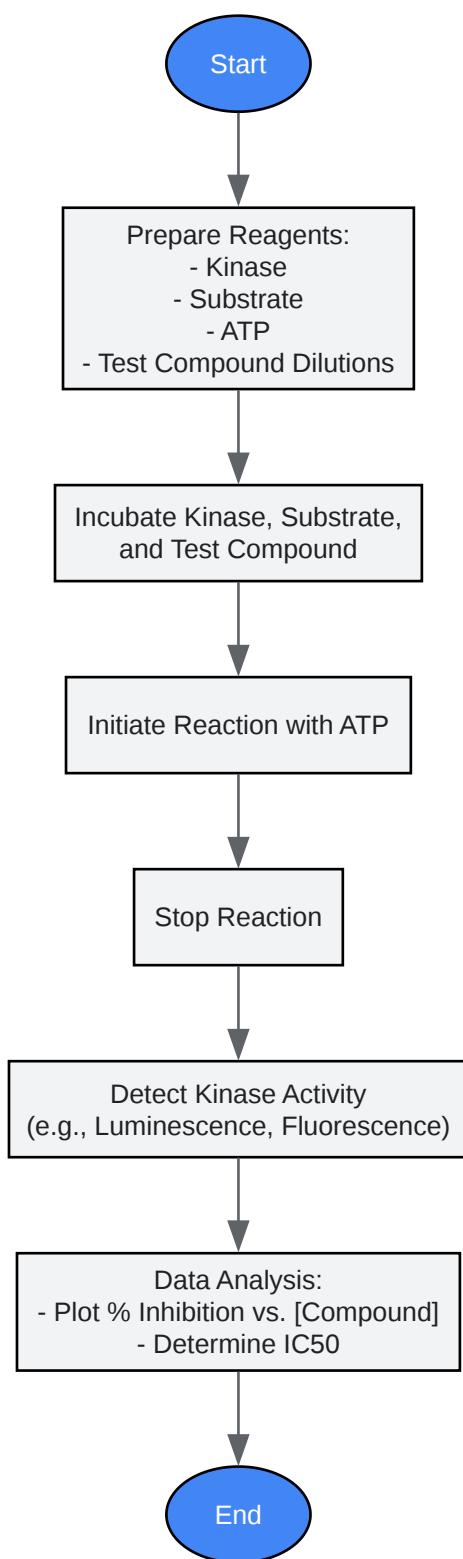 Start
Prepare Reagents:
- Kinase
- Substrate
- ATP
- Test Compound Dilutions
Incubate Kinase, Substrate,
and Test Compound
Initiate Reaction with ATP
Stop Reaction
Detect Kinase Activity
(e.g., Luminescence, Fluorescence)
Data Analysis:
- Plot % Inhibition vs. [Compound]
- Determine IC50
End